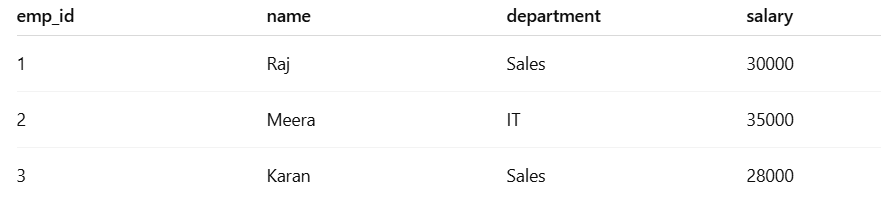 emp_id name department salary
1 Raj Sales 30000
2 Meera IT 35000
3 Karan Sales 28000